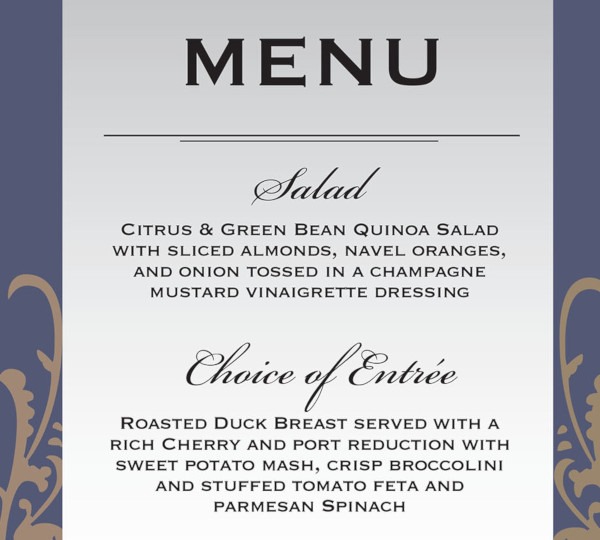 MENU
Salad
Citrus & Green Bean Quinoa Salad
with sliced almonds, navel oranges,
and onion tossed in a champagne
mustard vinaigrette dressing
Choice of Entrée
Roasted Duck Breast served with a
rich Cherry and port reduction with
sweet potato mash, crisp broccolini
and stuffed tomato feta and
parmesan Spinach